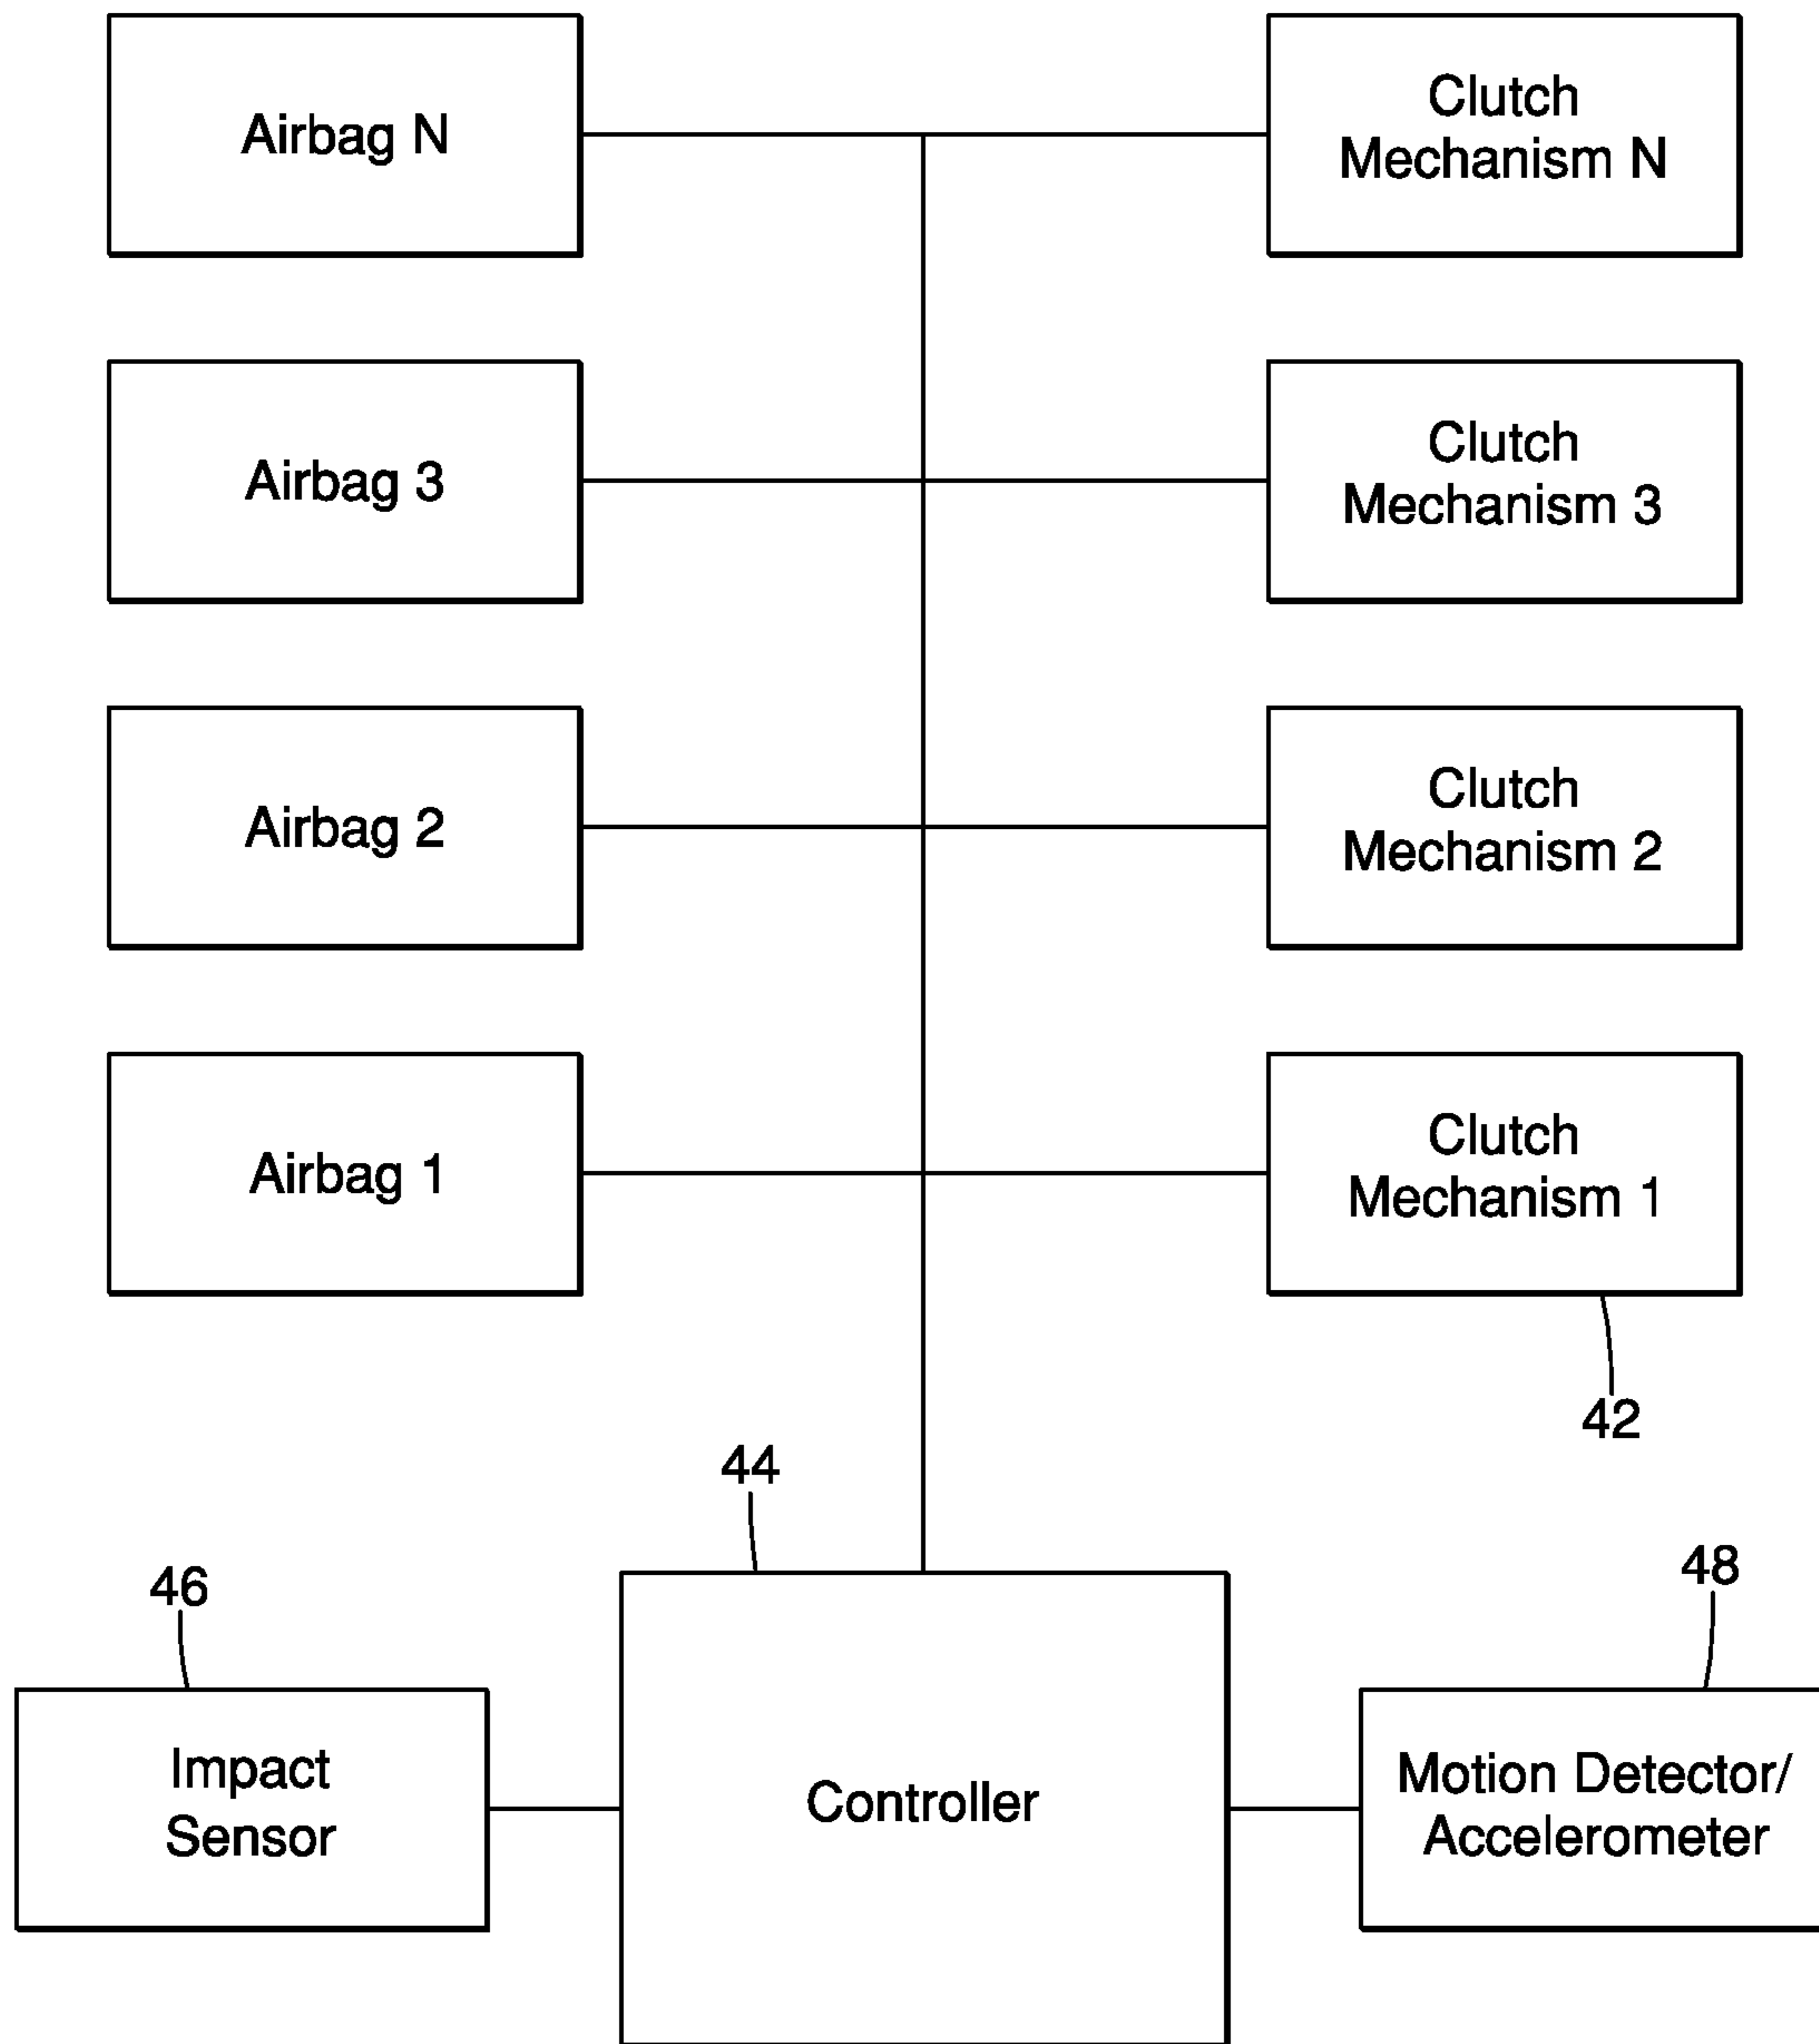 Airbag N
Clutch
Mechanism N
Airbag 3
Clutch
Mechanism 3
Airbag 2
Clutch
Mechanism 2
Airbag 1
Clutch
Mechanism 1
42
44
46
48
Impact
Sensor
Controller
Motion Detector/
Accelerometer